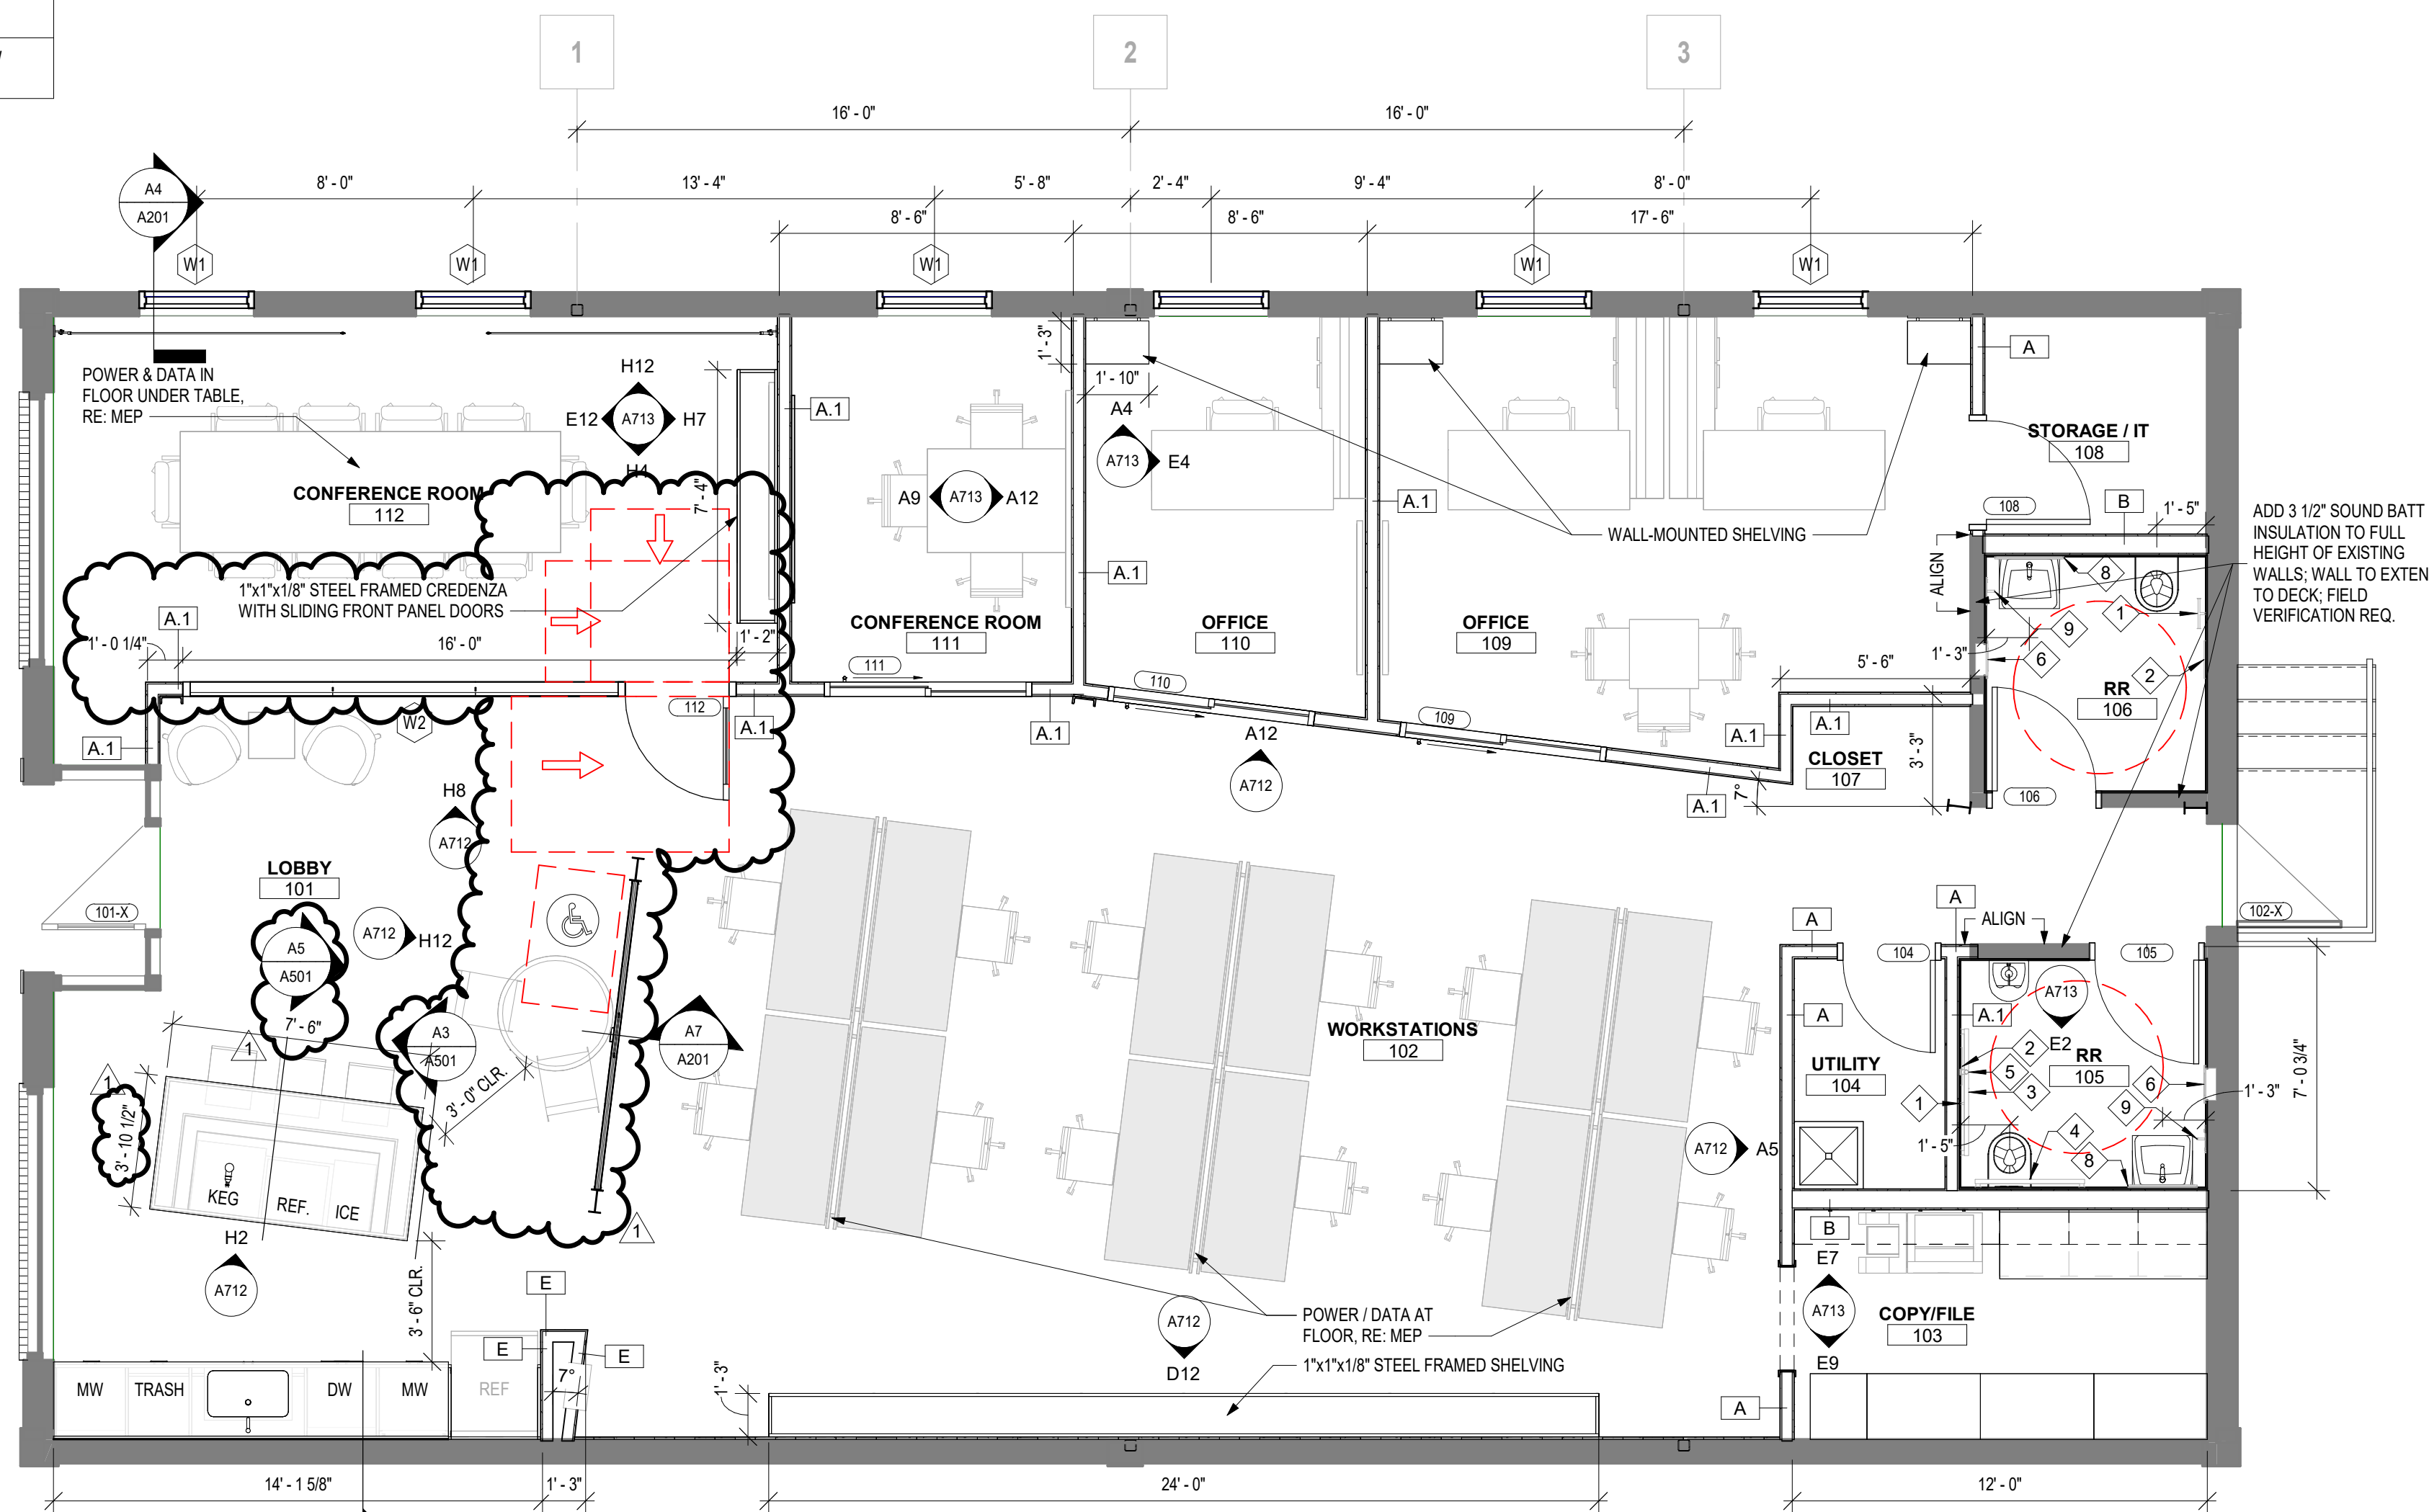 1
2
3
16' - 0"
16' - 0"
8' - 0"
13' - 4"
5' - 8"
2' - 4"
9' - 4"
8' - 0"
8' - 6"
8' - 6"
17' - 6"
A4
A201
W1
W1
W1
W1
W1
POWER & DATA IN
FLOOR UNDER TABLE,
RE: MEP
H12
E12
A713
H7
H4
7' - 4"
A.1
1' - 3"
1' - 10"
A4
A713
E4
A
STORAGE / IT
108
108
B
1' - 5"
CONFERENCE ROOM
112
A9
A713
A12
A.1
WALL-MOUNTED SHELVING
ALIGN
ADD 3 1/2" SOUND BATT
INSULATION TO FULL
HEIGHT OF EXISTING
WALLS; WALL TO EXTEN
TO DECK; FIELD
VERIFICATION REQ.
1"x1"x1/8" STEEL FRAMED CREDENZA
WITH SLIDING FRONT PANEL DOORS
A.1
A.1
1' - 0 1/4"
16' - 0"
1' - 2"
CONFERENCE ROOM
111
111
OFFICE
110
110
OFFICE
109
109
8
1
9
1' - 3"
6
2
RR
106
106
5' - 6"
A.1
W2
112
A.1
A.1
A.1
A.1
A.1
CLOSET
107
3' - 3"
7°
A12
A712
H8
A712
LOBBY
101
101-X
A712
H12
A5
A501
7' - 6"
1
1
3' - 10 1/2"
A3
A501
3' - 0" CLR.
A7
A201
1
KEG
REF.
ICE
H2
A712
3' - 6" CLR.
WORKSTATIONS
102
A712
A5
102-X
A
A
ALIGN
104
105
A
A713
E2
A.1
UTILITY
104
2
5
3
1
RR
105
6
9
1' - 3"
4
8
1' - 5"
7' - 0 3/4"
B
E7
A713
E9
COPY/FILE
103
A
E
E
E
7°
MW
TRASH
DW
MW
REF
POWER / DATA AT
FLOOR, RE: MEP
1"x1"x1/8" STEEL FRAMED SHELVING
A712
D12
1' - 3"
14' - 1 5/8"
1' - 3"
24' - 0"
12' - 0"